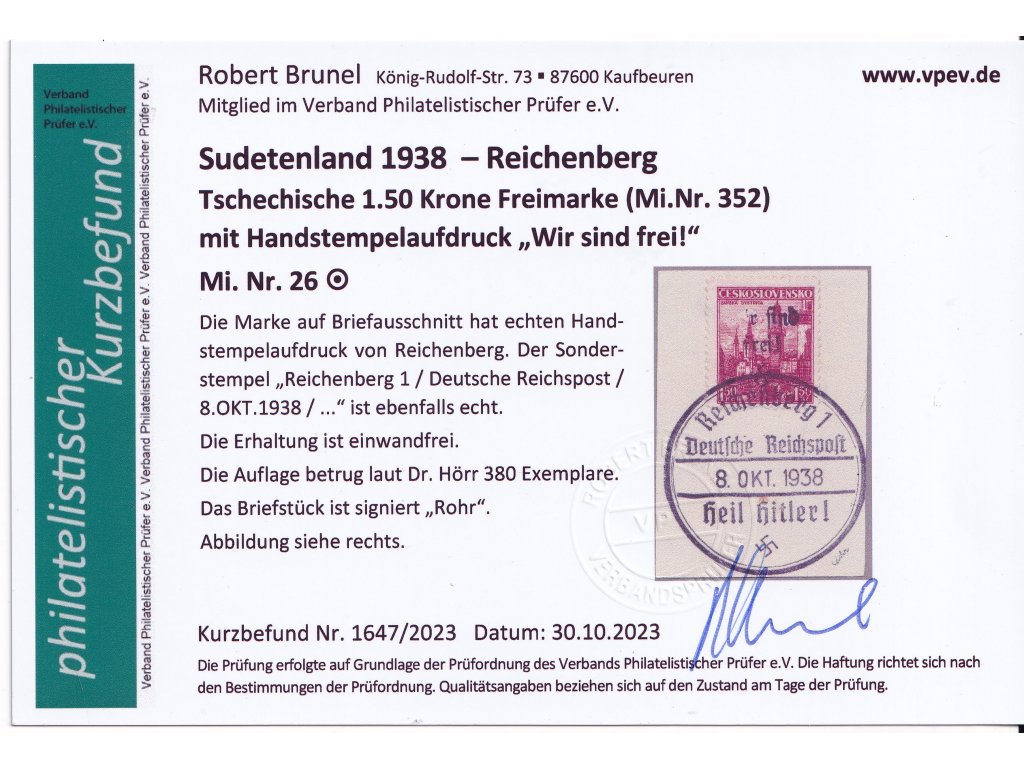 Verband
Philatelistischer
Prüfer e.V.
philatelistischer
Kurzbefund
Verband Philatelistischer Prüfer e.V. Verband Philatelistischer Prüfer e.V. Verband Philatelistischer Prüfer e.V. Verband Philatelistischer Prüfer e.V.
Robert Brunel König-Rudolf-Str. 73 ▪ 87600 Kaufbeuren
www.vpev.de
Mitglied im Verband Philatelistischer Prüfer e.V.
Sudetenland 1938 – Reichenberg
Tschechische 1.50 Krone Freimarke (Mi.Nr. 352)
mit Handstempelaufdruck „Wir sind frei!“
Mi. Nr. 26 ⊙
Die Marke auf Briefausschnitt hat echten Hand-
stempelaufdruck von Reichenberg. Der Sonder-
stempel „Reichenberg 1 / Deutsche Reichspost /
8.OKT.1938 / ...“ ist ebenfalls echt.
Die Erhaltung ist einwandfrei.
Die Auflage betrug laut Dr. Hörr 380 Exemplare.
Das Briefstück ist signiert „Rohr“.
Abbildung siehe rechts.
ČESKOSLOVENSKO
sind
frei!
Reichenberg 1
Deutsche Reichspost
8. OKT. 1938
Heil Hitler!
VP
VERBANDSPRÜFER
Kurzbefund Nr. 1647/2023 Datum: 30.10.2023
Die Prüfung erfolgte auf Grundlage der Prüfordnung des Verbands Philatelistischer Prüfer e.V. Die Haftung richtet sich nach
den Bestimmungen der Prüfordnung. Qualitätsangaben beziehen sich auf den Zustand am Tage der Prüfung.